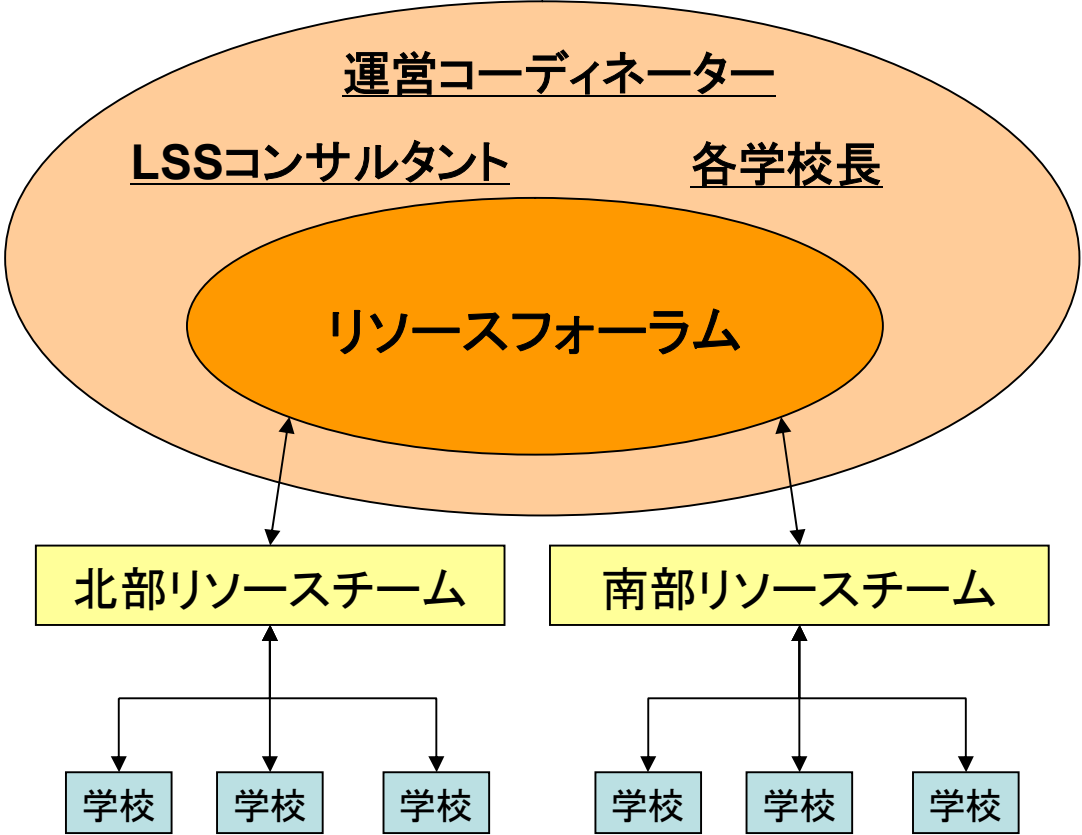 運営コーディネーター
LSSコンサルタント
各学校長
リソースフォーラム
北部リソースチーム
南部リソースチーム
学校
学校
学校
学校
学校
学校